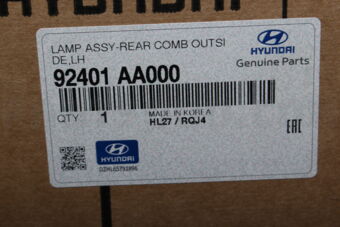 HYUNDAI
LAMP ASSY-REAR COMB OUTSI
DE,LH
HYUNDAI
Genuine Parts
92401 AA000
QTY. 1
MADE IN KOREA
HL27 / RQJ4
EAC
HYUNDAI